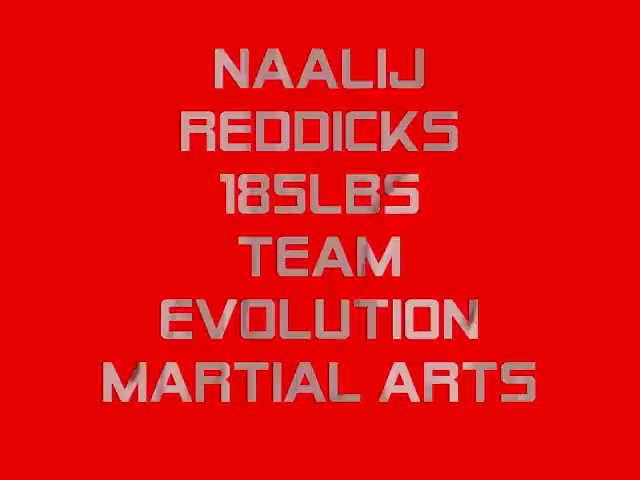 NAALIJ
REDDICKS
185LBS
TEAM
EVOLUTION
MARTIAL ARTS